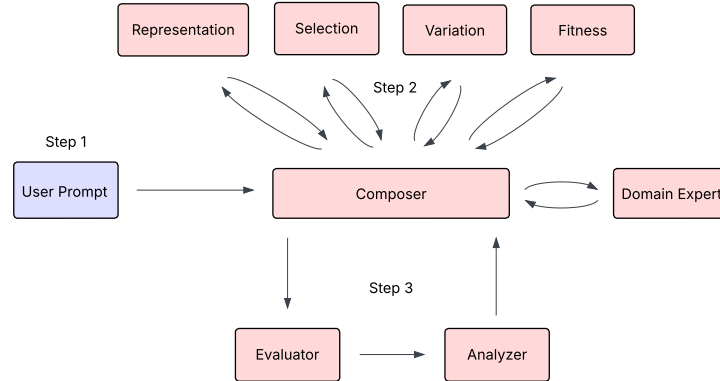 Representation
Selection
Variation
Fitness
Step 2
Step 1
User Prompt
Composer
Domain Expert
Step 3
Evaluator
Analyzer